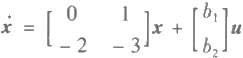 ẋ = [ 0 1 ; -2 -3 ] x + [ b₁ ; b₂ ] u